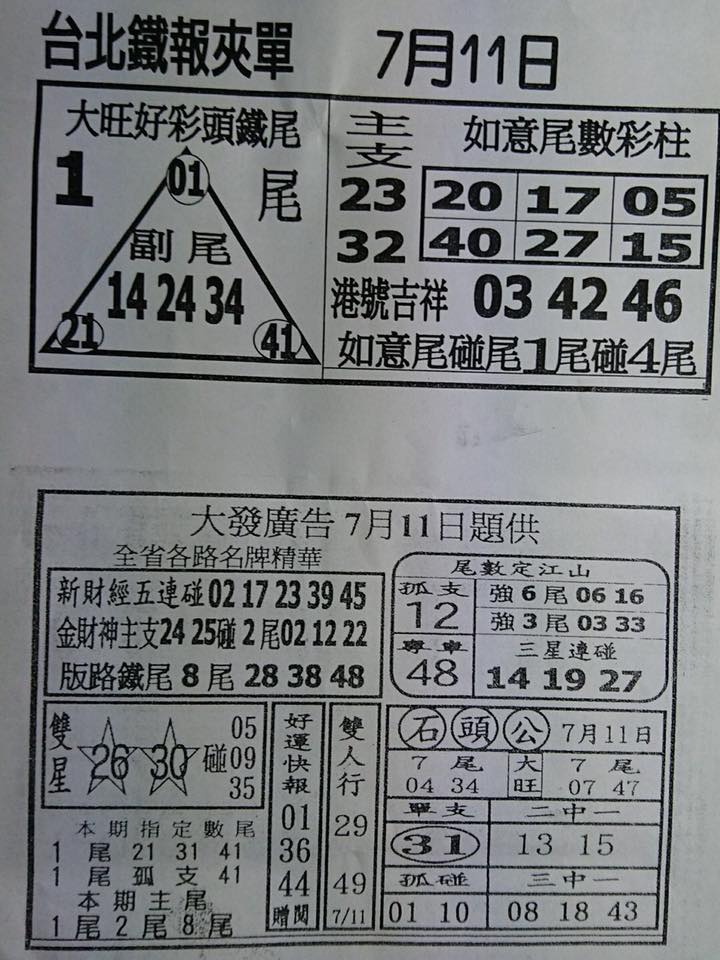 台北鐵報夾單 7月11日
大旺好彩頭鐵尾
1 01 尾
副尾
14 24 34
21 41
主支 如意尾數彩柱
23 20 17 05
32 40 27 15
港號吉祥 03 42 46
如意尾碰尾1尾碰4尾
大發廣告7月11日題供
全省各路名牌精華
新財經五連碰 02 17 23 39 45
金財神主支 24 25 碰 2 尾 02 12 22
版路鐵尾 8 尾 28 38 48
尾數定江山
孤支 強 6 尾 06 16
12 強 3 尾 03 33
專車 三星連碰
48 14 19 27
雙星 26 30 碰 05 09 35
本期指定數尾
1 尾 21 31 41
1 尾 孤 支 41
本期主尾
1尾2尾8尾
好運快報
01
36
44
贈閱
雙人行
29
49
7/11
石頭公 7月11日
7 尾 大旺 7 尾
04 34 07 47
單支 二中一
31 13 15
孤碰 三中一
01 10 08 18 43